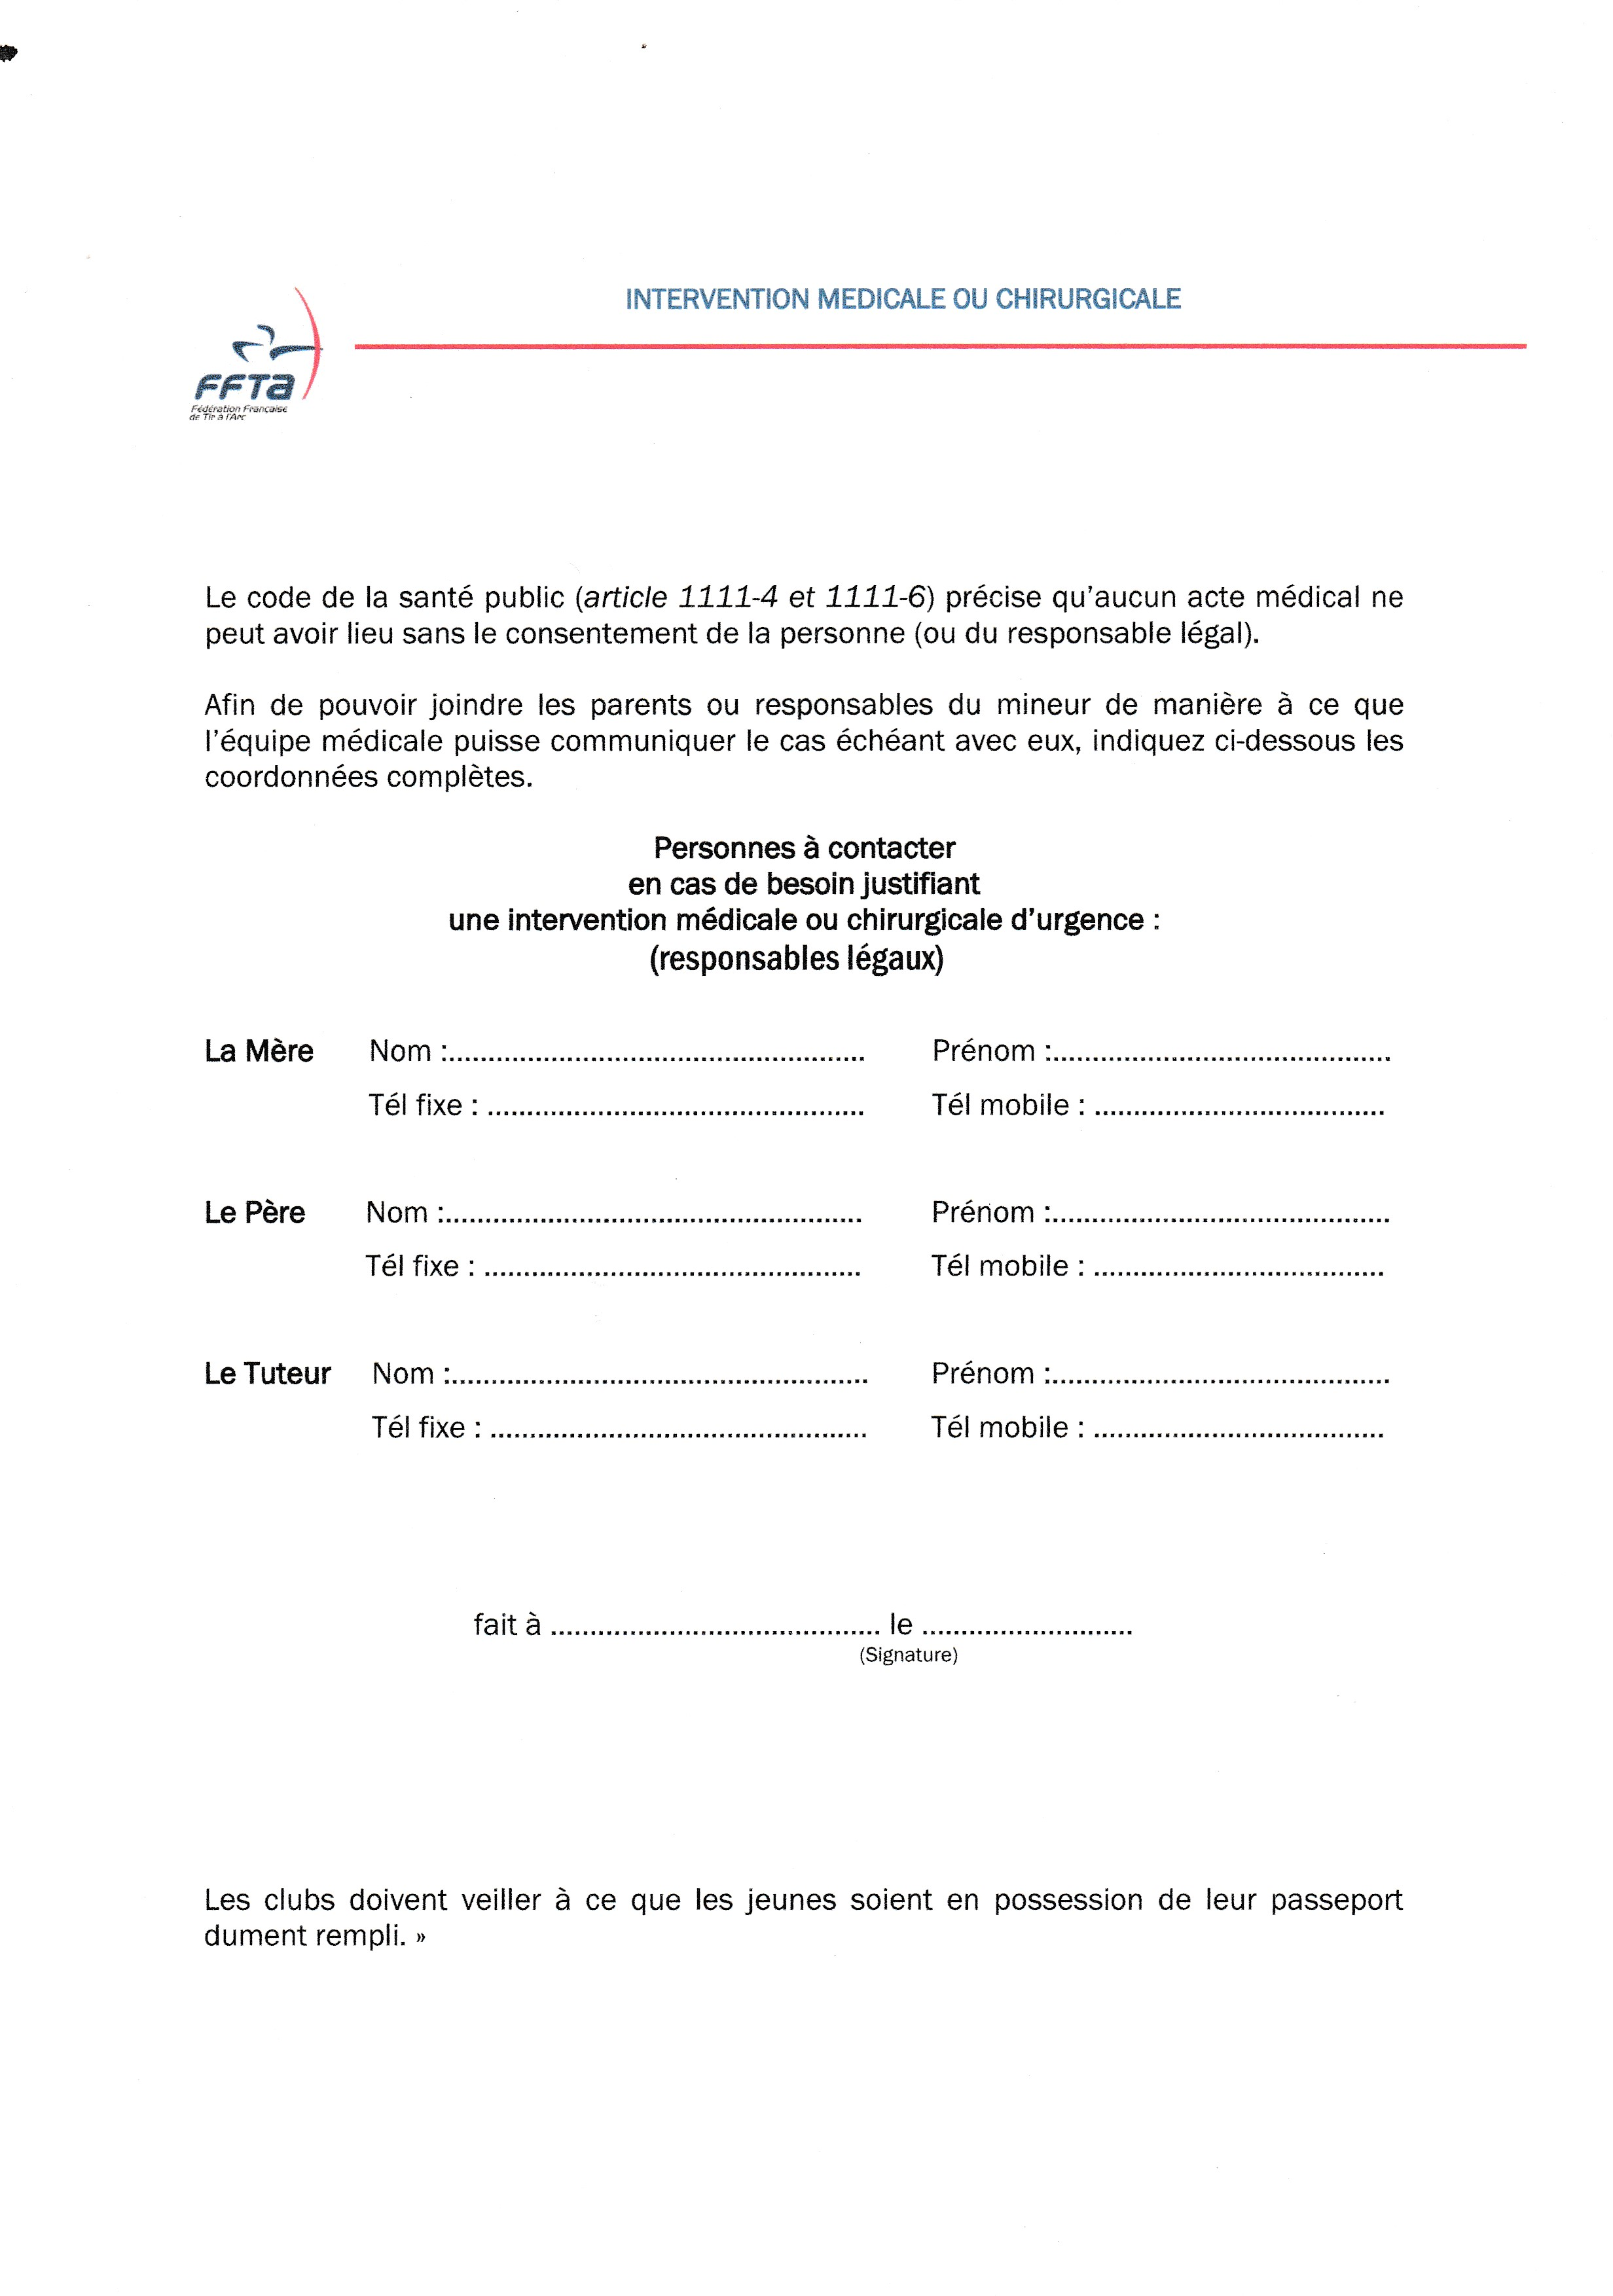 INTERVENTION MEDICALE OU CHIRURGICALE
FFTa
Fédération Française
de Tir à l'Arc
Le code de la santé public (article 1111-4 et 1111-6) précise qu'aucun acte médical ne
peut avoir lieu sans le consentement de la personne (ou du responsable légal).
Afin de pouvoir joindre les parents ou responsables du mineur de manière à ce que
l'équipe médicale puisse communiquer le cas échéant avec eux, indiquez ci-dessous les
coordonnées complètes.
Personnes à contacter
en cas de besoin justifiant
une intervention médicale ou chirurgicale d'urgence :
(responsables légaux)
La Mère Nom :..................................................... Prénom :...........................................
Tél fixe : ................................................ Tél mobile : .....................................
Le Père Nom :..................................................... Prénom :...........................................
Tél fixe : ................................................ Tél mobile : .....................................
Le Tuteur Nom :..................................................... Prénom :...........................................
Tél fixe : ................................................ Tél mobile : .....................................
fait à .......................................... le ...........................
(Signature)
Les clubs doivent veiller à ce que les jeunes soient en possession de leur passeport
dument rempli. »